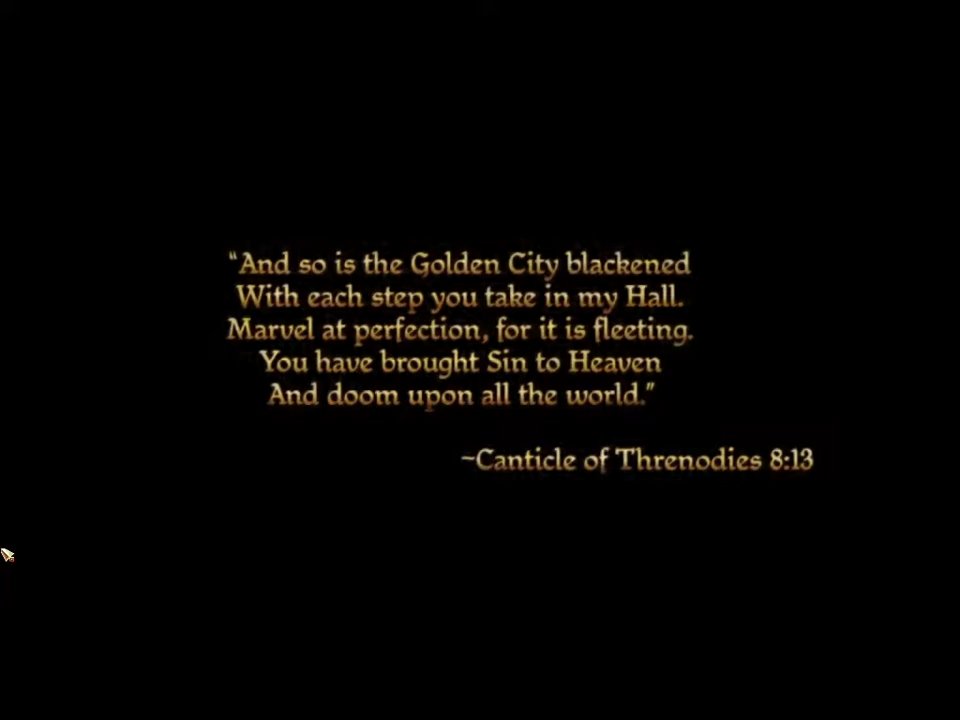 “And so is the Golden City blackened
With each step you take in my Hall.
Marvel at perfection, for it is fleeting.
You have brought Sin to Heaven
And doom upon all the world.”
~Canticle of Threnodies 8:13